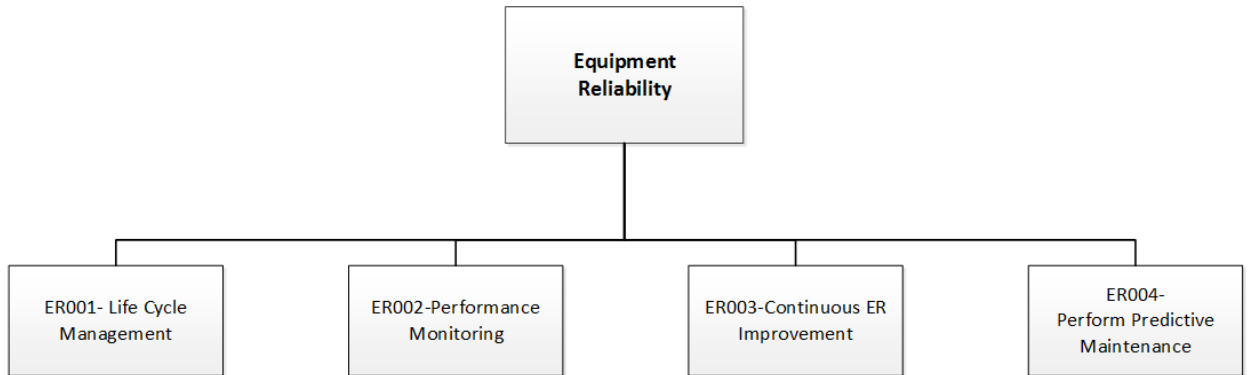 Equipment
Reliability
ER001- Life Cycle
Management
ER002-Performance
Monitoring
ER003-Continuous ER
Improvement
ER004-
Perform Predictive
Maintenance